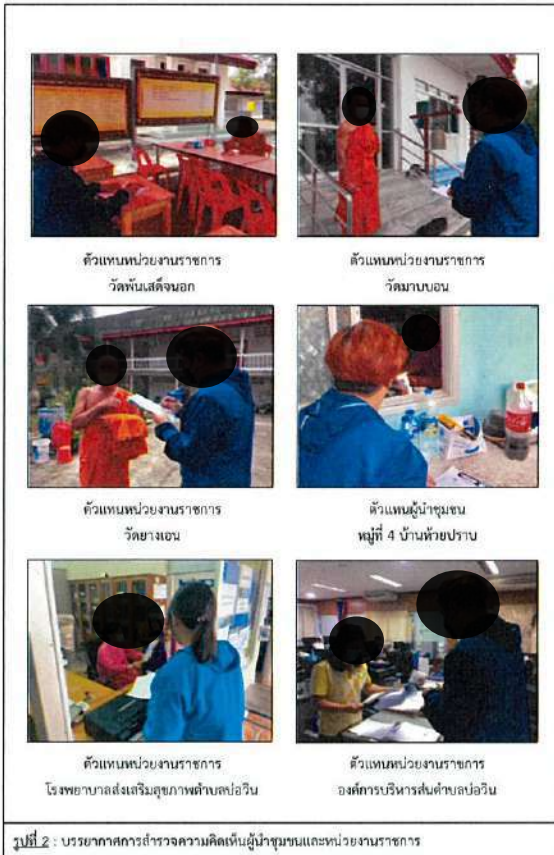 ตัวแทนหน่วยงานราชการ
วัดพันเสด็จนอก
ตัวแทนหน่วยงานราชการ
วัดมาบบอน
ตัวแทนหน่วยงานราชการ
วัดยางเอน
ตัวแทนผู้นำชุมชน
หมู่ที่ 4 บ้านห้วยปราบ
ตัวแทนหน่วยงานราชการ
โรงพยาบาลส่งเสริมสุขภาพตำบลบ่อวิน
ตัวแทนหน่วยงานราชการ
องค์การบริหารส่วนตำบลบ่อวิน
รูปที่ 2 : บรรยากาศการสำรวจความคิดเห็นผู้นำชุมชนและหน่วยงานราชการ